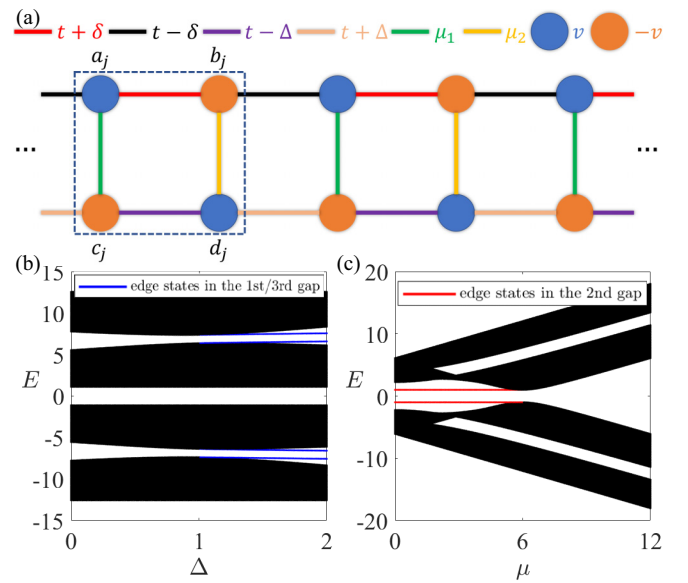 (a) t + δ t − δ t − Δ t + Δ μ₁ μ₂ v −v
a_j b_j
... ...
c_j d_j
(b) (c)
15
10
5
0
-5
-10
-15
E
edge states in the 1st/3rd gap
0 1 2
Δ
20
10
0
-10
-20
E
edge states in the 2nd gap
0 6 12
μ